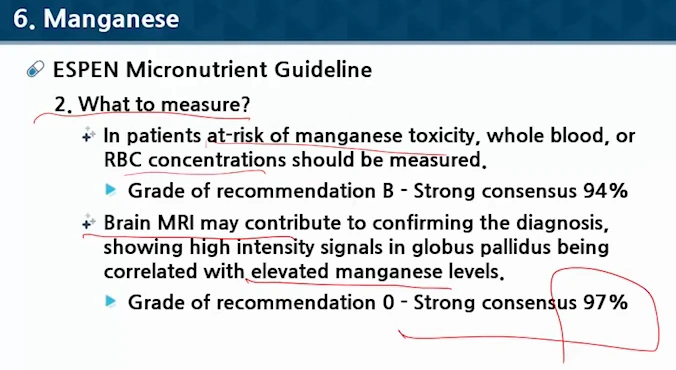 6. Manganese
ESPEN Micronutrient Guideline
2. What to measure?
In patients at-risk of manganese toxicity, whole blood, or
RBC concentrations should be measured.
Grade of recommendation B - Strong consensus 94%
Brain MRI may contribute to confirming the diagnosis,
showing high intensity signals in globus pallidus being
correlated with elevated manganese levels.
Grade of recommendation 0 - Strong consensus 97%